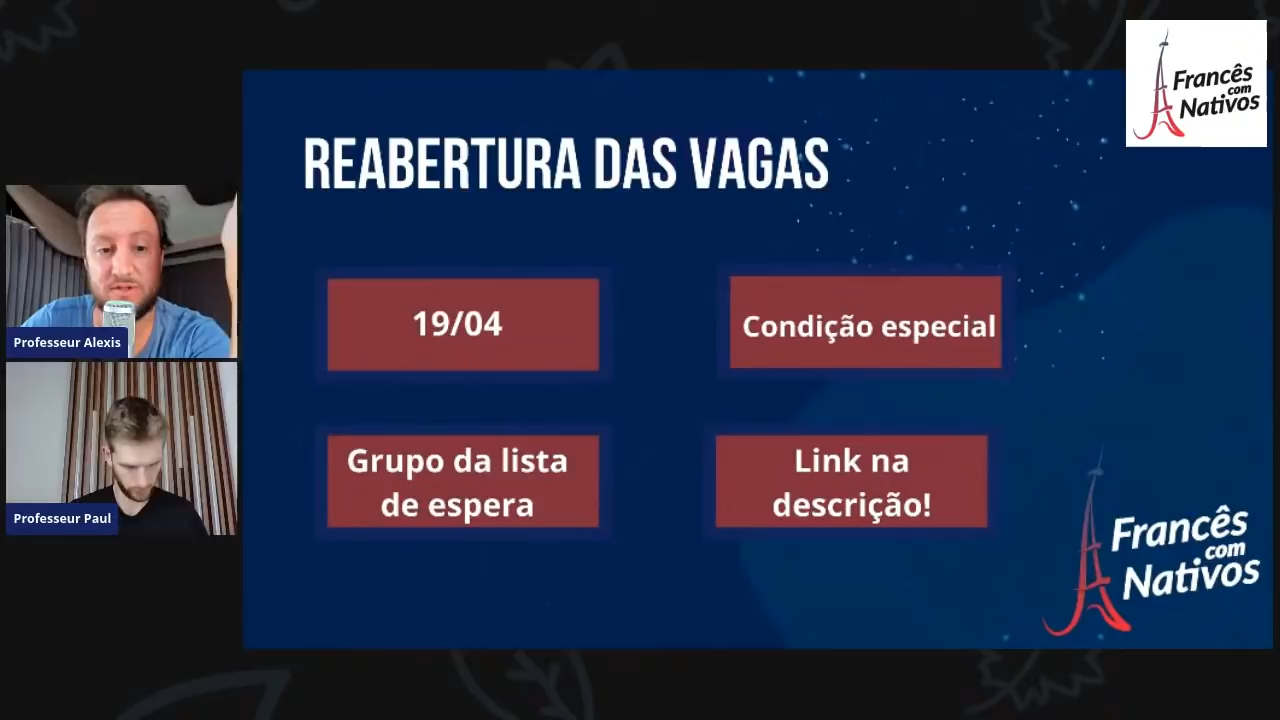 Francês
com
Nativos
REABERTURA DAS VAGAS
19/04
Condição especial
Professeur Alexis
Grupo da lista
de espera
Link na
descrição!
Professeur Paul
Francês
com
Nativos